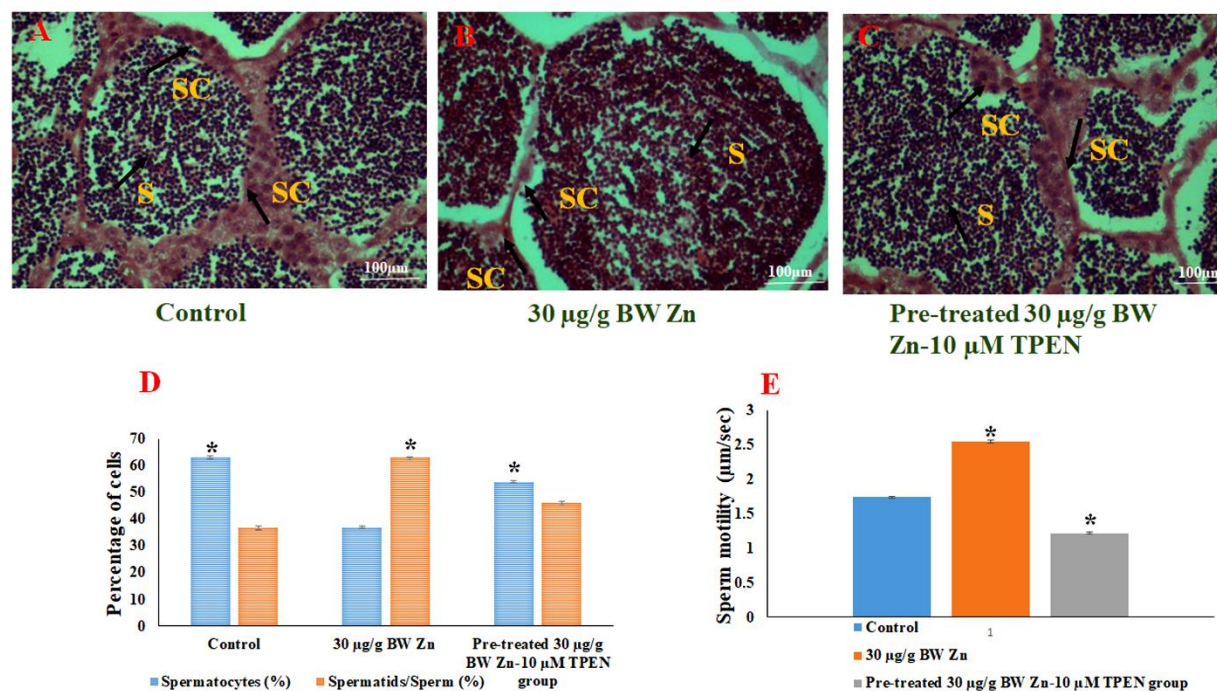 A
SC
S
SC
100µm
B
S
SC
SC
100µm
C
SC
SC
S
100µm
Control
30 µg/g BW Zn
Pre-treated 30 µg/g BW
Zn-10 µM TPEN
D
Percentage of cells
70
60
50
40
30
20
10
0
*
*
*
Control
30 µg/g BW Zn
Pre-treated 30 µg/g
BW Zn-10 µM TPEN
group
Spermatocytes (%)
Spermatids/Sperm (%)
E
Sperm motility (µm/sec)
3
2.5
2
1.5
1
0.5
0
*
*
1
Control
30 µg/g BW Zn
Pre-treated 30 µg/g BW Zn-10 µM TPEN group